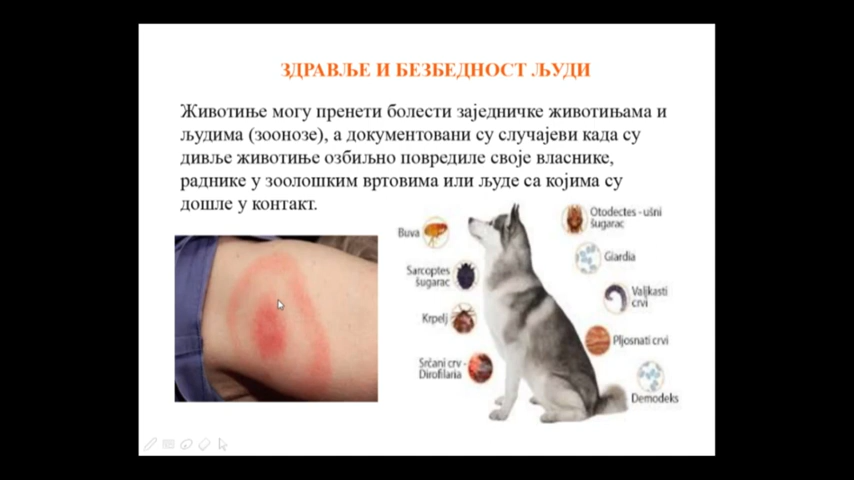 ЗДРАВЉЕ И БЕЗБЕДНОСТ ЉУДИ
Животиње могу пренети болести заједничке животињама и
људима (зоонозе), а документовани су случајеви када су
дивље животиње озбиљно повредиле своје власнике,
раднике у зоолошким вртовима или људе са којима су
дошле у контакт.
Buva
Sarcoptes
šugarac
Krpelj
Srčani crv -
Dirofilaria
Otodectes - ušni
šugarac
Giardia
Valjkasti
crvi
Pljosnati crvi
Demodeks